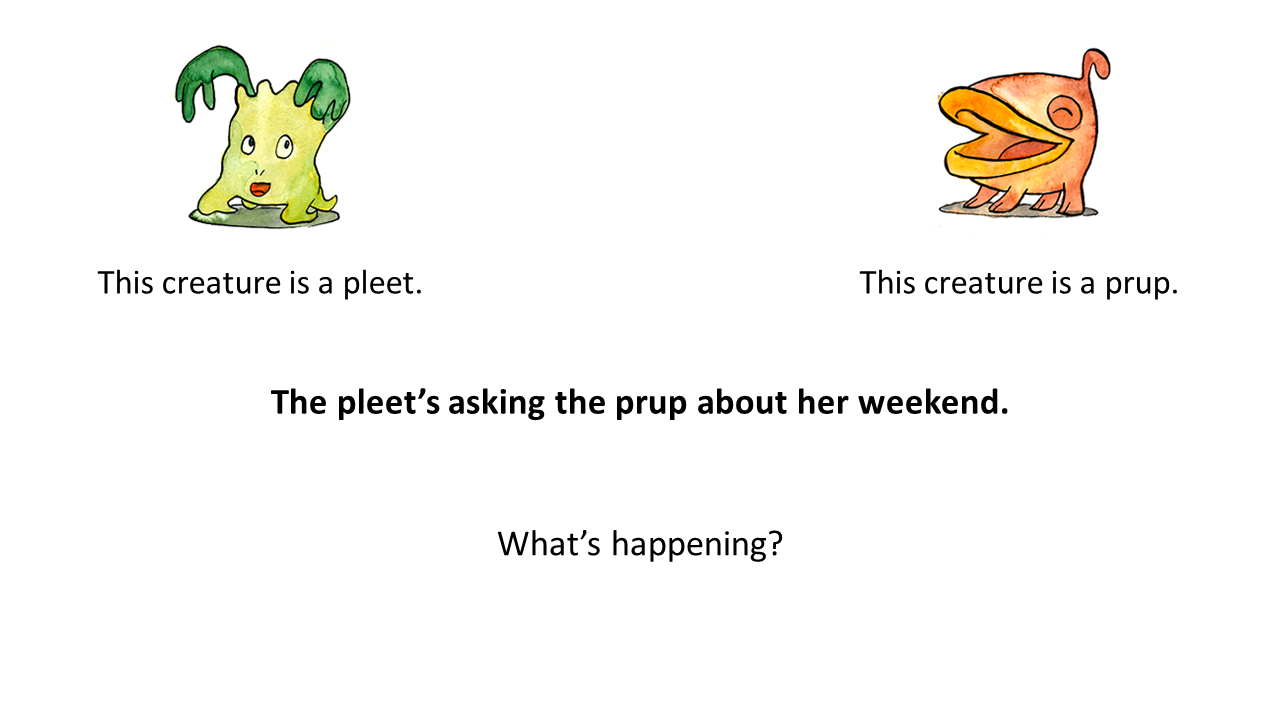 This creature is a pleet.
This creature is a prup.
The pleet’s asking the prup about her weekend.
What’s happening?